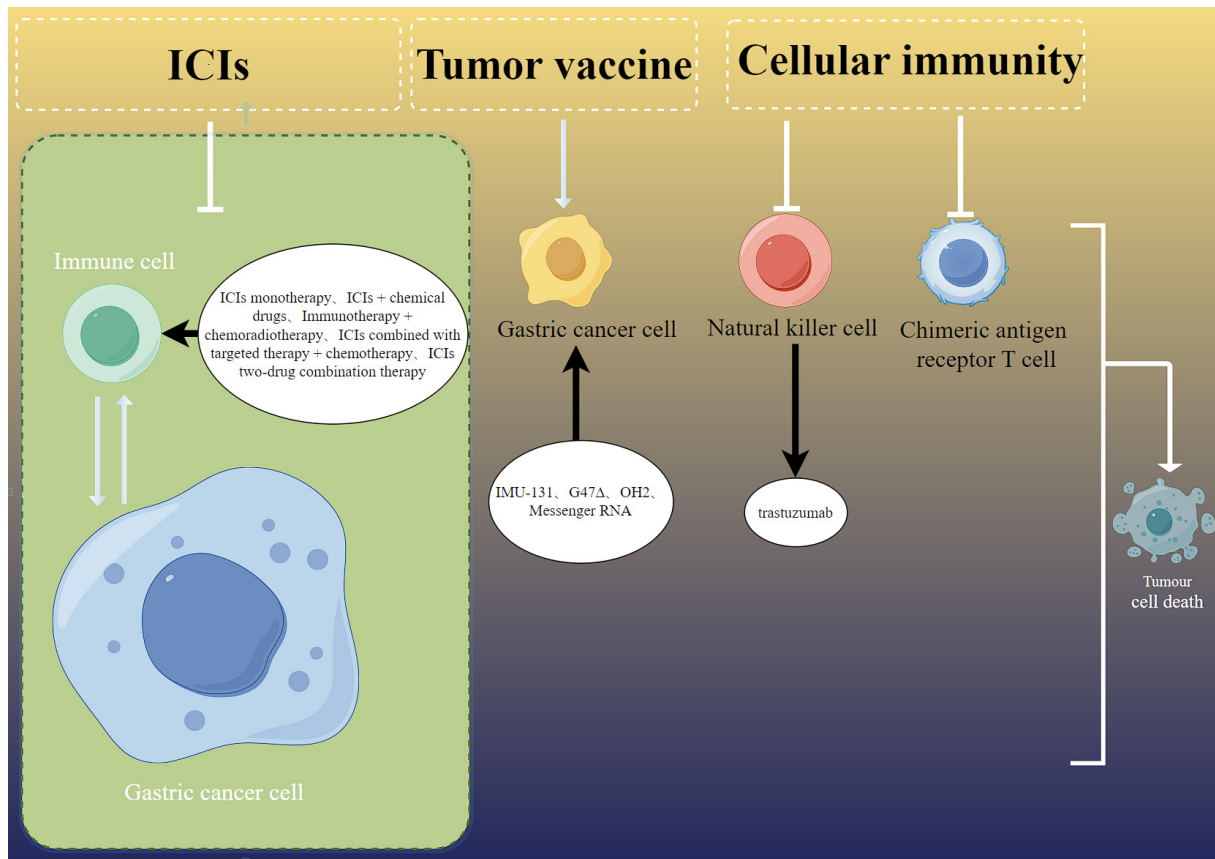 ICIs
Tumor vaccine
Cellular immunity
Immune cell
ICIs monotherapy、ICIs + chemical
drugs、Immunotherapy +
chemoradiotherapy、ICIs combined with
targeted therapy + chemotherapy、ICIs
two-drug combination therapy
Gastric cancer cell
Gastric cancer cell
IMU-131、G47Δ、OH2、
Messenger RNA
Natural killer cell
trastuzumab
Chimeric antigen
receptor T cell
Tumour
cell death